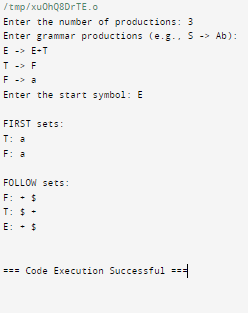 /tmp/xuOhQ8DrTE.o
Enter the number of productions: 3
Enter grammar productions (e.g., S -> Ab):
E -> E+T
T -> F
F -> a
Enter the start symbol: E
FIRST sets:
T: a
F: a
FOLLOW sets:
F: + $
T: $ +
E: + $
=== Code Execution Successful ===